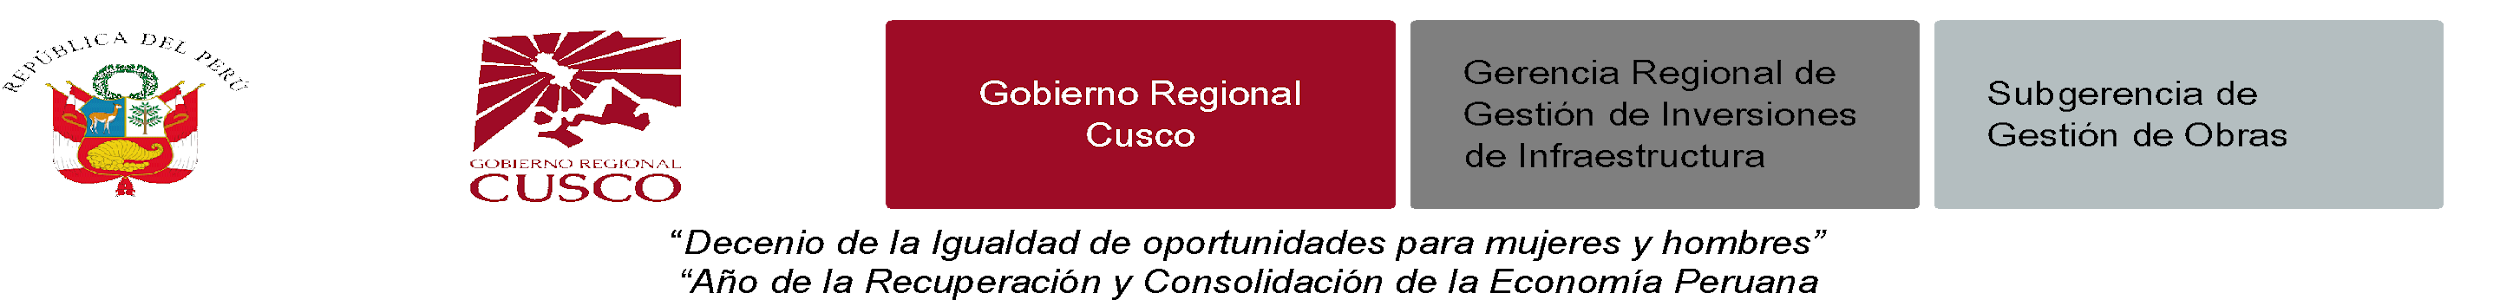 REPÚBLICA DEL PERÚ
GOBIERNO REGIONAL
CUSCO
Gobierno Regional
Cusco
Gerencia Regional de
Gestión de Inversiones
de Infraestructura
Subgerencia de
Gestión de Obras
“Decenio de la Igualdad de oportunidades para mujeres y hombres”
“Año de la Recuperación y Consolidación de la Economía Peruana